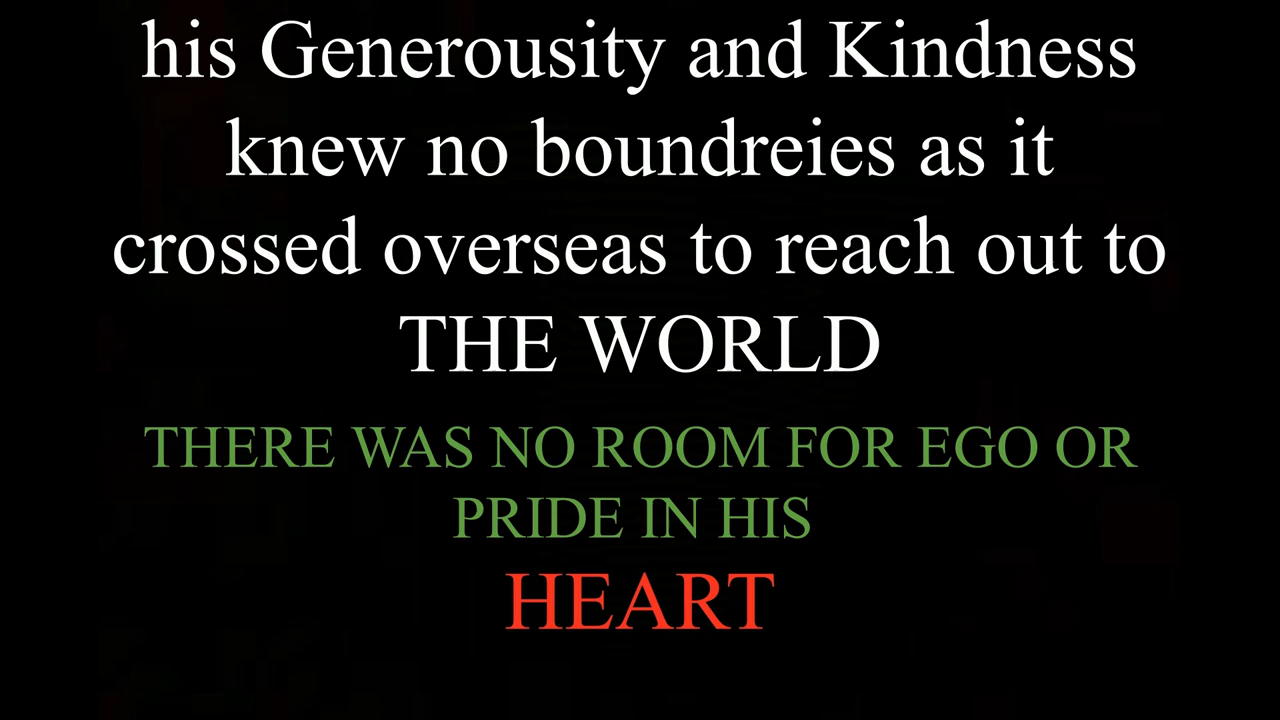 his Generousity and Kindness
knew no boundreies as it
crossed overseas to reach out to
THE WORLD
THERE WAS NO ROOM FOR EGO OR
PRIDE IN HIS
HEART